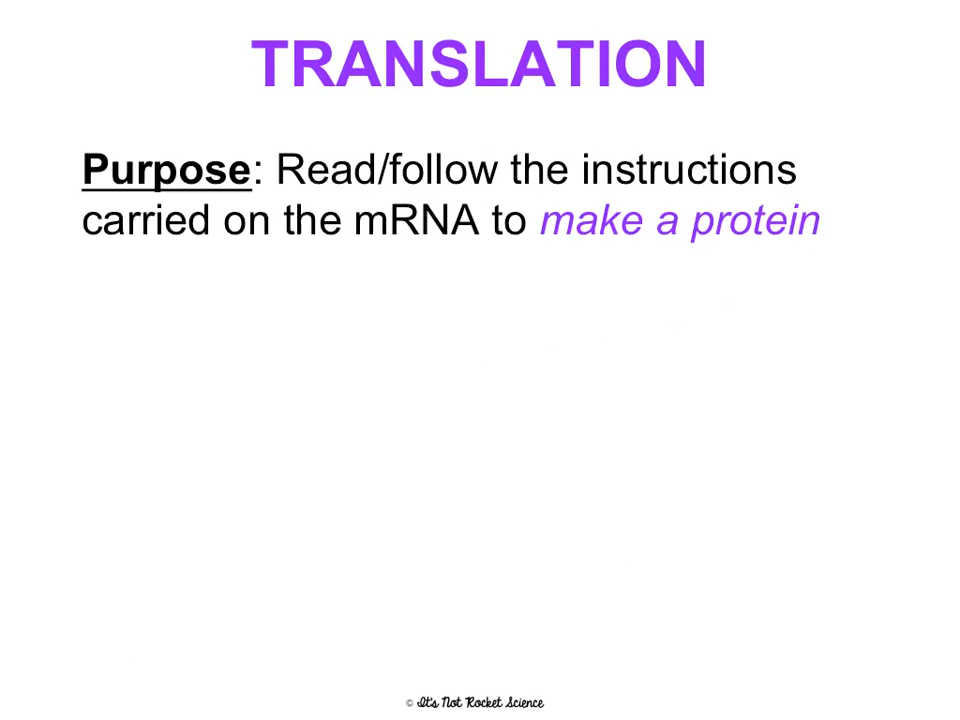 TRANSLATION
Purpose: Read/follow the instructions
carried on the mRNA to make a protein
© It's Not Rocket Science